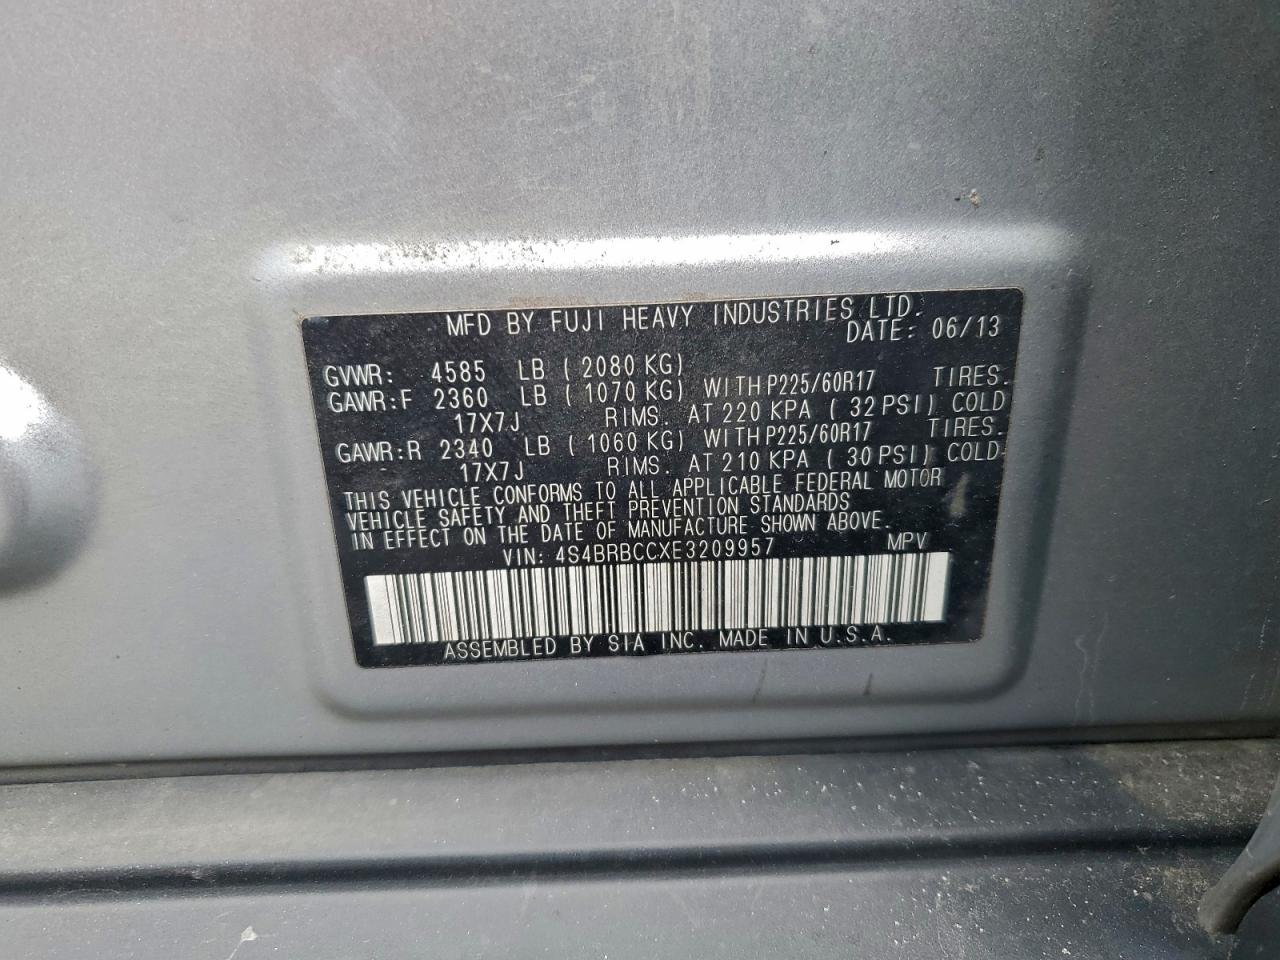 MFD BY FUJI HEAVY INDUSTRIES LTD.
DATE: 06/13
GVWR: 4585 LB ( 2080 KG)
GAWR:F 2360 LB ( 1070 KG) WITH P225/60R17 TIRES.
17X7J RIMS. AT 220 KPA ( 32 PSI) COLD
GAWR:R 2340 LB ( 1060 KG) WITH P225/60R17 TIRES.
17X7J RIMS. AT 210 KPA ( 30 PSI) COLD.
THIS VEHICLE CONFORMS TO ALL APPLICABLE FEDERAL MOTOR
VEHICLE SAFETY AND THEFT PREVENTION STANDARDS
IN EFFECT ON THE DATE OF MANUFACTURE SHOWN ABOVE.
VIN: 4S4BRBCCXE3209957 MPV
ASSEMBLED BY SIA INC. MADE IN U.S.A.